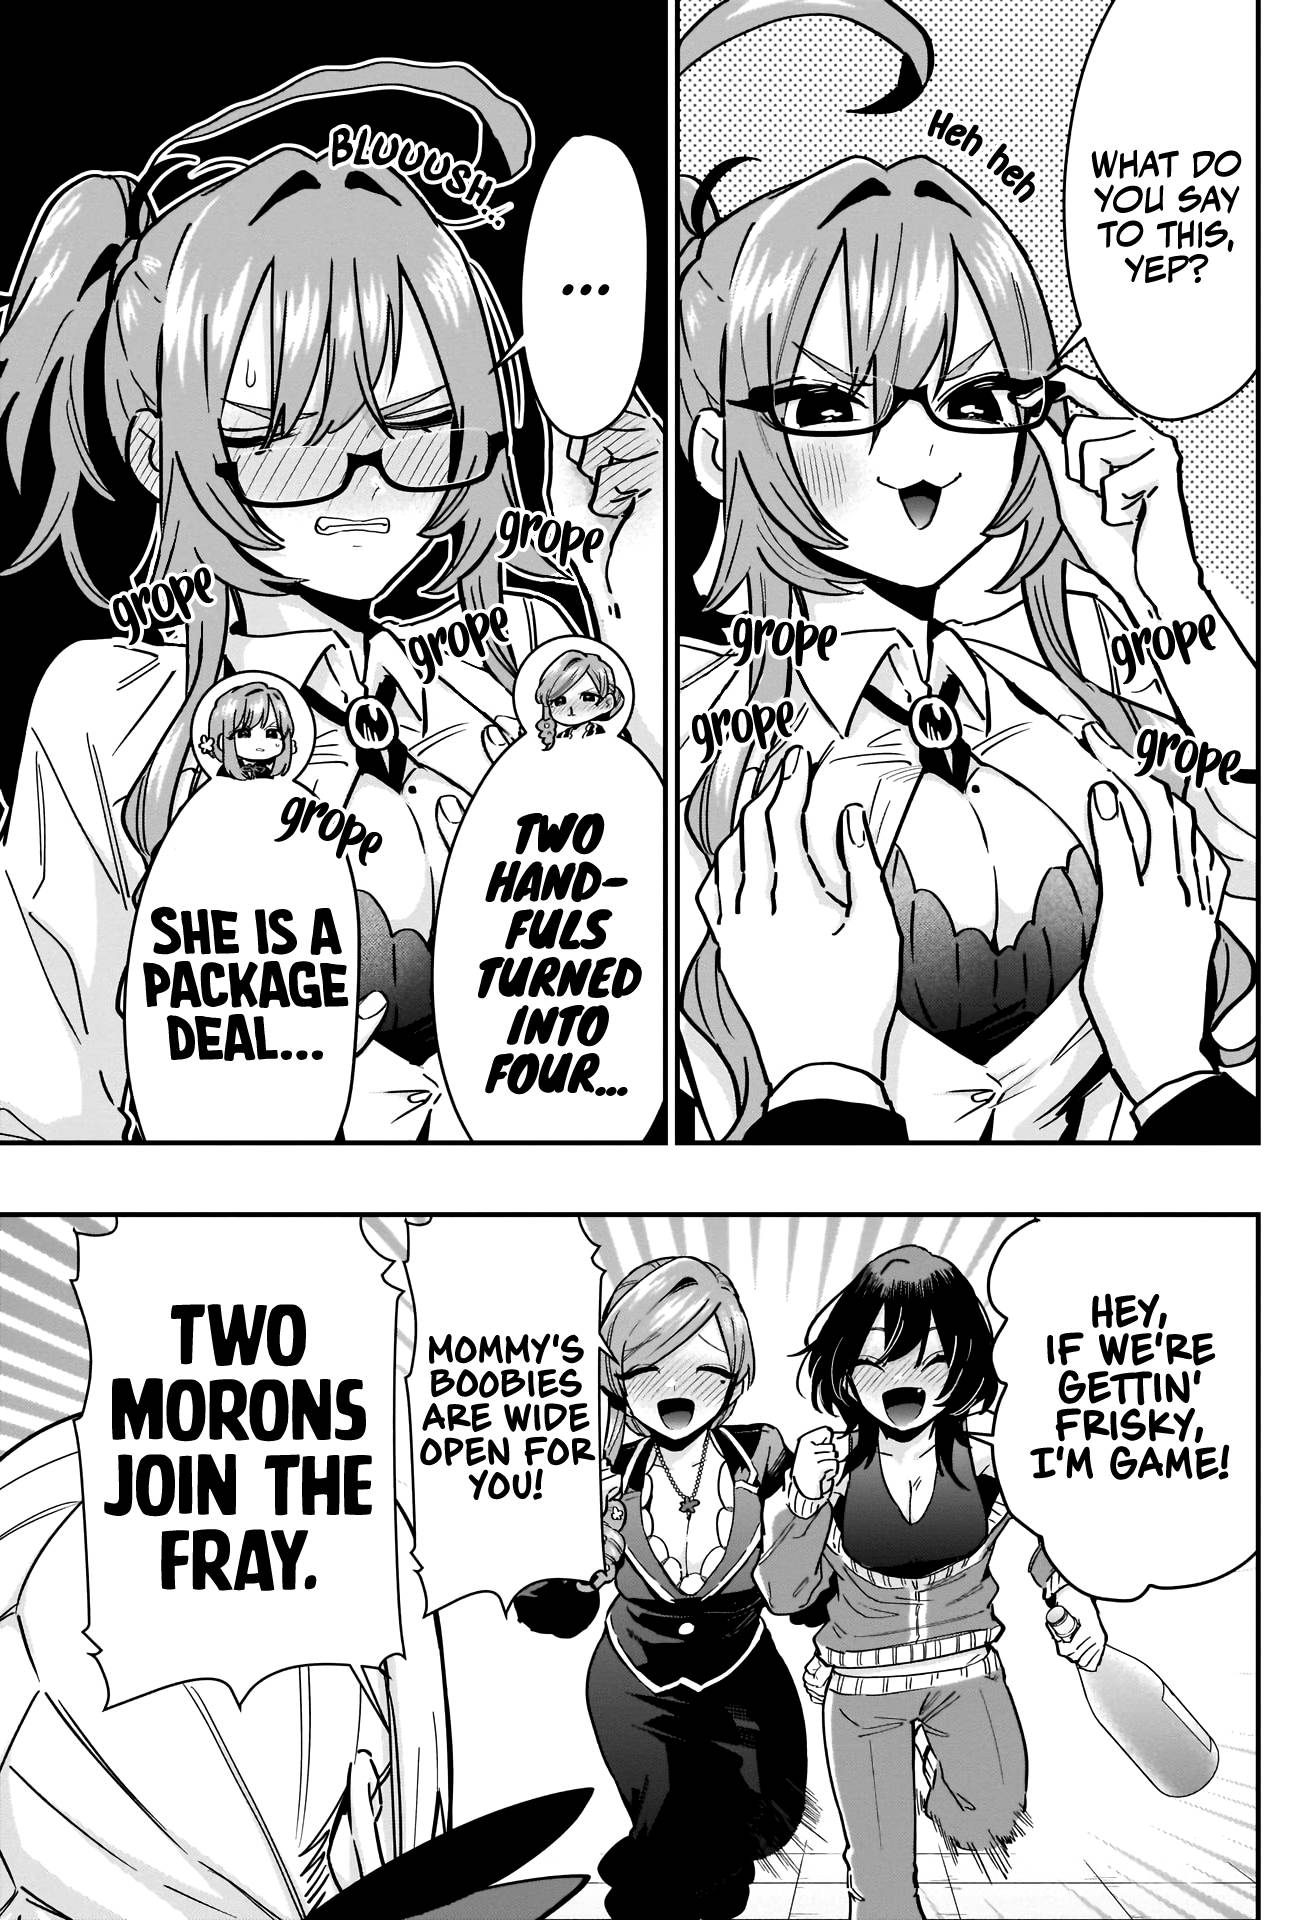 WHAT DO
YOU SAY
TO THIS,
YEP?
Heh heh
grope
grope
grope
grope
...
BLUUUSH...
grope
grope
grope
grope
TWO
HAND-
FULS
TURNED
INTO
FOUR...
SHE IS A
PACKAGE
DEAL...
HEY,
IF WE'RE
GETTIN'
FRISKY,
I'M GAME!
MOMMY'S
BOOBIES
ARE WIDE
OPEN FOR
YOU!
TWO
MORONS
JOIN THE
FRAY.